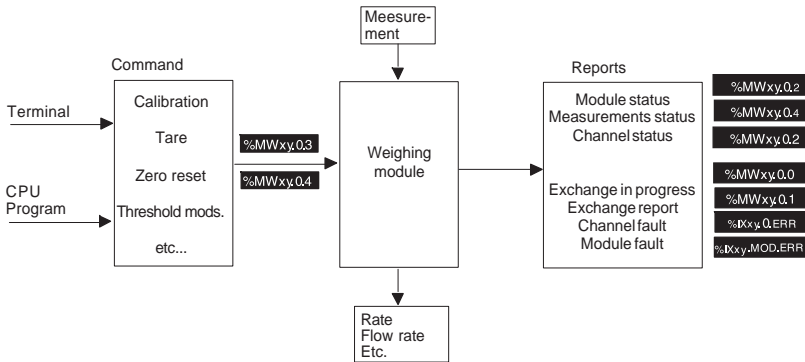 Meesure-
ment
Command
Reports
Terminal
CPU
Program
Calibration
Tare
Zero reset
Threshold mods.
etc...
%MWxy.0.3
%MWxy.0.4
Weighing
module
Module status
Measurements status
Channel status
Exchange in progress
Exchange report
Channel fault
Module fault
%MWxy.0.2
%MWxy.0.4
%MWxy.0.2
%MWxy.0.0
%MWxy.0.1
%IXxy.0.ERR
%IXxy.MOD.ERR
Rate
Flow rate
Etc.